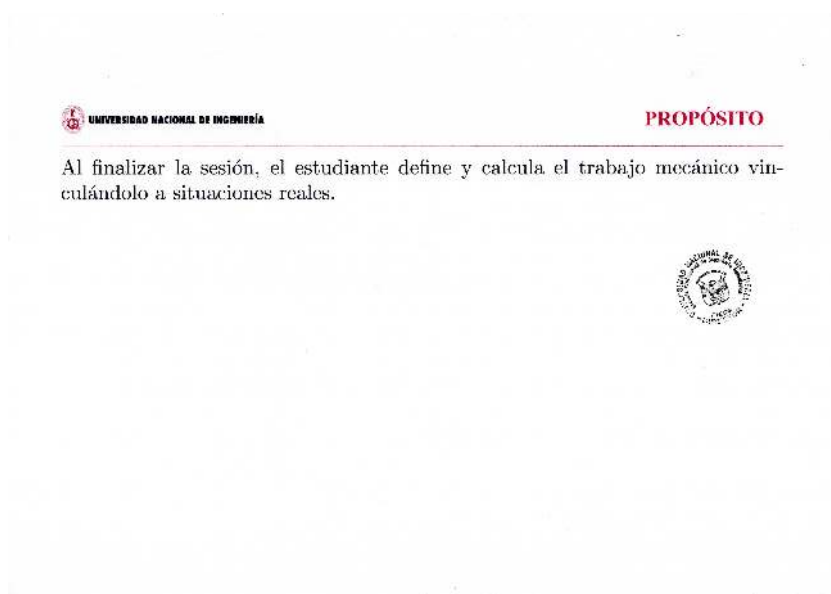 UNIVERSIDAD NACIONAL DE INGENIERÍA
PROPÓSITO
Al finalizar la sesión, el estudiante define y calcula el trabajo mecánico vin-
culándolo a situaciones reales.